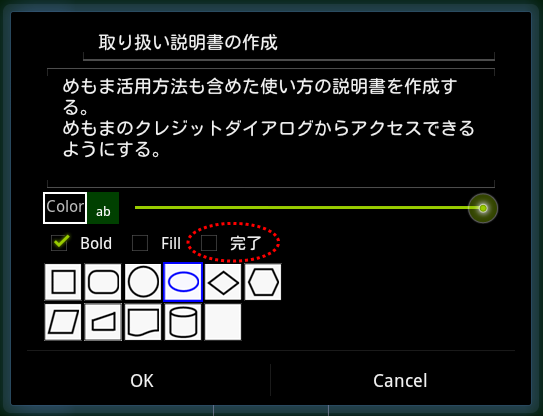 取り扱い説明書の作成
めもま活用方法も含めた使い方の説明書を作成す
る。
めもまのクレジットダイアログからアクセスできる
ようにする。
Color ab
Bold Fill 完了
OK Cancel